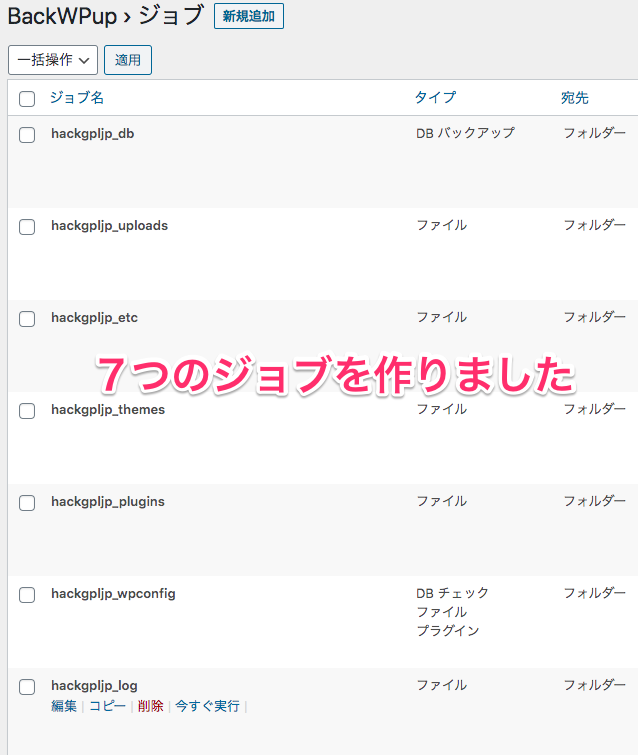 BackWPup › ジョブ 新規追加
一括操作 適用
ジョブ名 タイプ 宛先
hackgpljp_db DB バックアップ フォルダー
hackgpljp_uploads ファイル フォルダー
hackgpljp_etc ファイル フォルダー
７つのジョブを作りました
hackgpljp_themes ファイル フォルダー
hackgpljp_plugins ファイル フォルダー
hackgpljp_wpconfig DB チェック フォルダー
ファイル
プラグイン
hackgpljp_log ファイル フォルダー
編集 | コピー | 削除 | 今すぐ実行 |